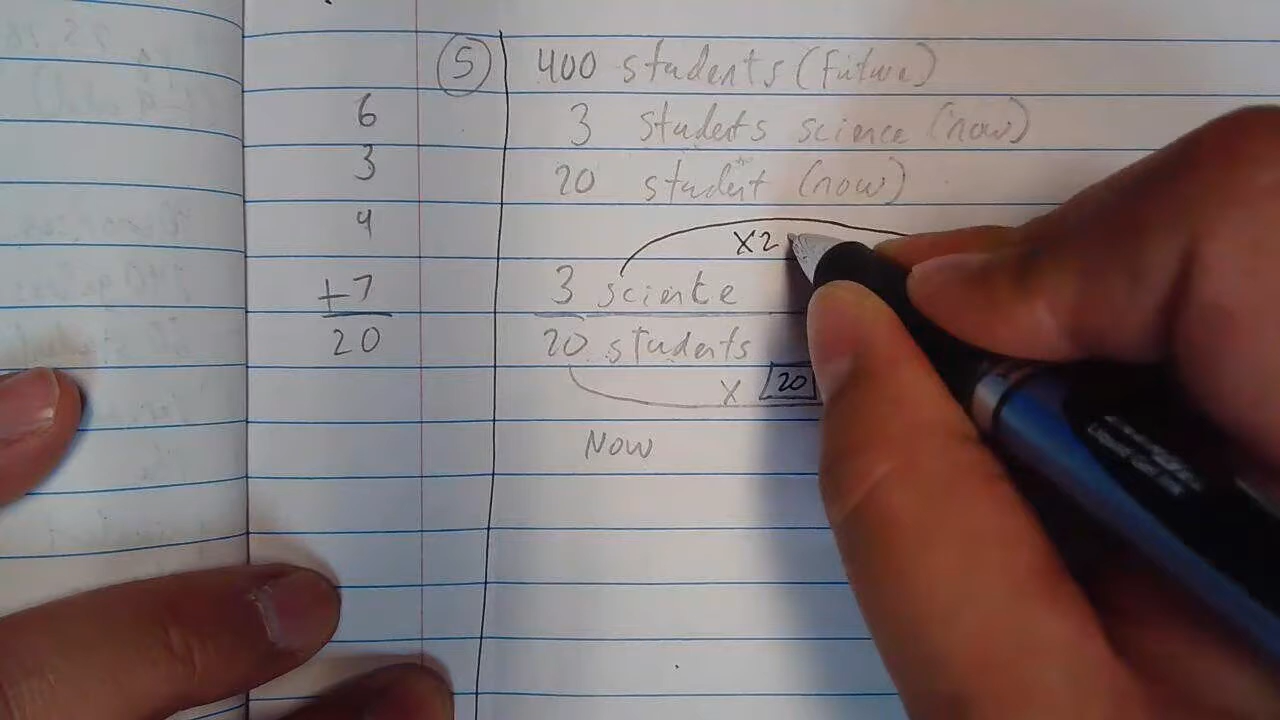 6
3
4
+7
20
5
400 students (future)
3 students science (now)
20 student (now)
x2
3 science
20 students
x 20
Now